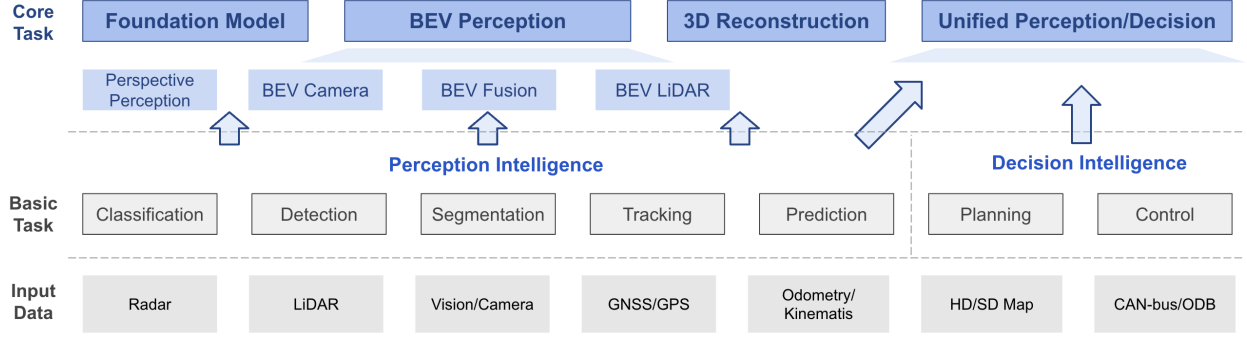 Core
Task
Foundation Model
BEV Perception
3D Reconstruction
Unified Perception/Decision
Perspective
Perception
BEV Camera
BEV Fusion
BEV LiDAR
Perception Intelligence
Decision Intelligence
Basic
Task
Classification
Detection
Segmentation
Tracking
Prediction
Planning
Control
Input
Data
Radar
LiDAR
Vision/Camera
GNSS/GPS
Odometry/
Kinematis
HD/SD Map
CAN-bus/ODB